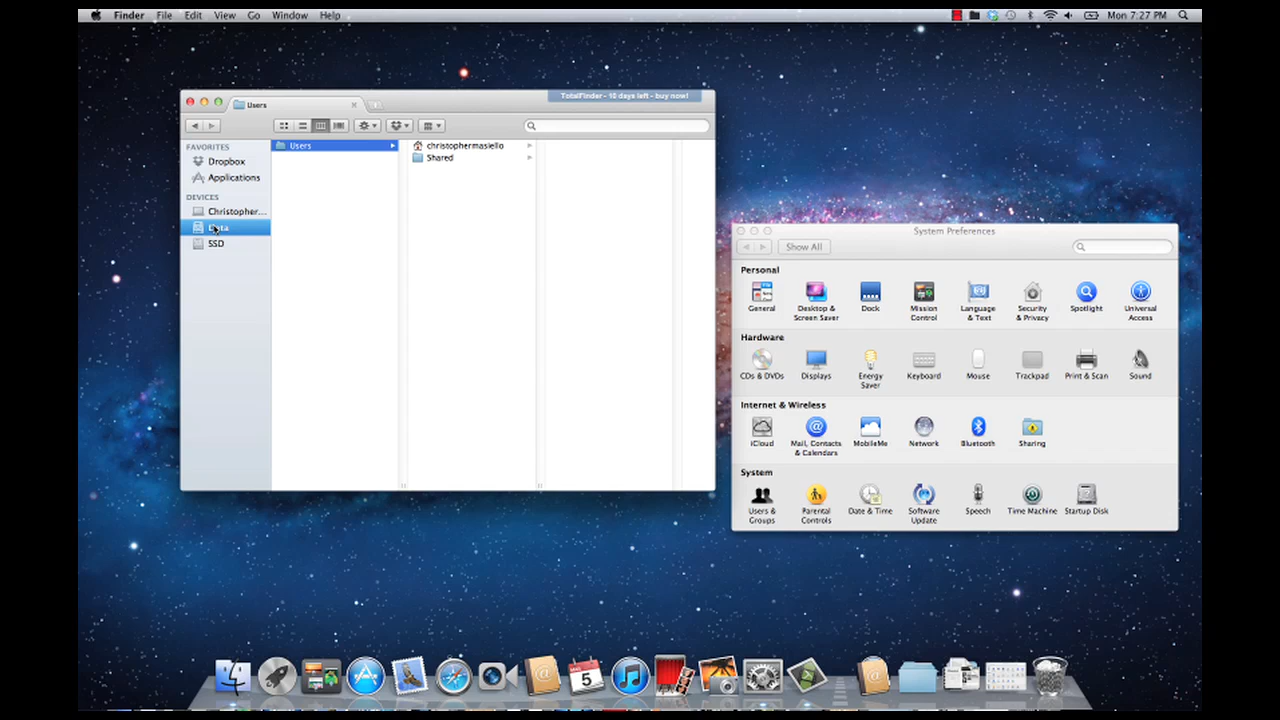 Finder File Edit View Go Window Help Mon 7:27 PM
Users
TotalFinder - 10 days left - buy now!
FAVORITES
Dropbox
Applications
DEVICES
Christopher...
Data
SSD
Users
christophermasiello
Shared
System Preferences
Show All
Personal
General
Desktop & Screen Saver
Dock
Mission Control
Language & Text
Security & Privacy
Spotlight
Universal Access
Hardware
CDs & DVDs
Displays
Energy Saver
Keyboard
Mouse
Trackpad
Print & Scan
Sound
Internet & Wireless
iCloud
Mail, Contacts & Calendars
MobileMe
Network
Bluetooth
Sharing
System
Users & Groups
Parental Controls
Date & Time
Software Update
Speech
Time Machine
Startup Disk
5